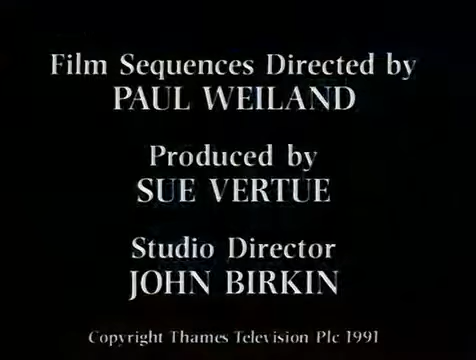 Film Sequences Directed by
PAUL WEILAND
Produced by
SUE VERTUE
Studio Director
JOHN BIRKIN
Copyright Thames Television Plc 1991